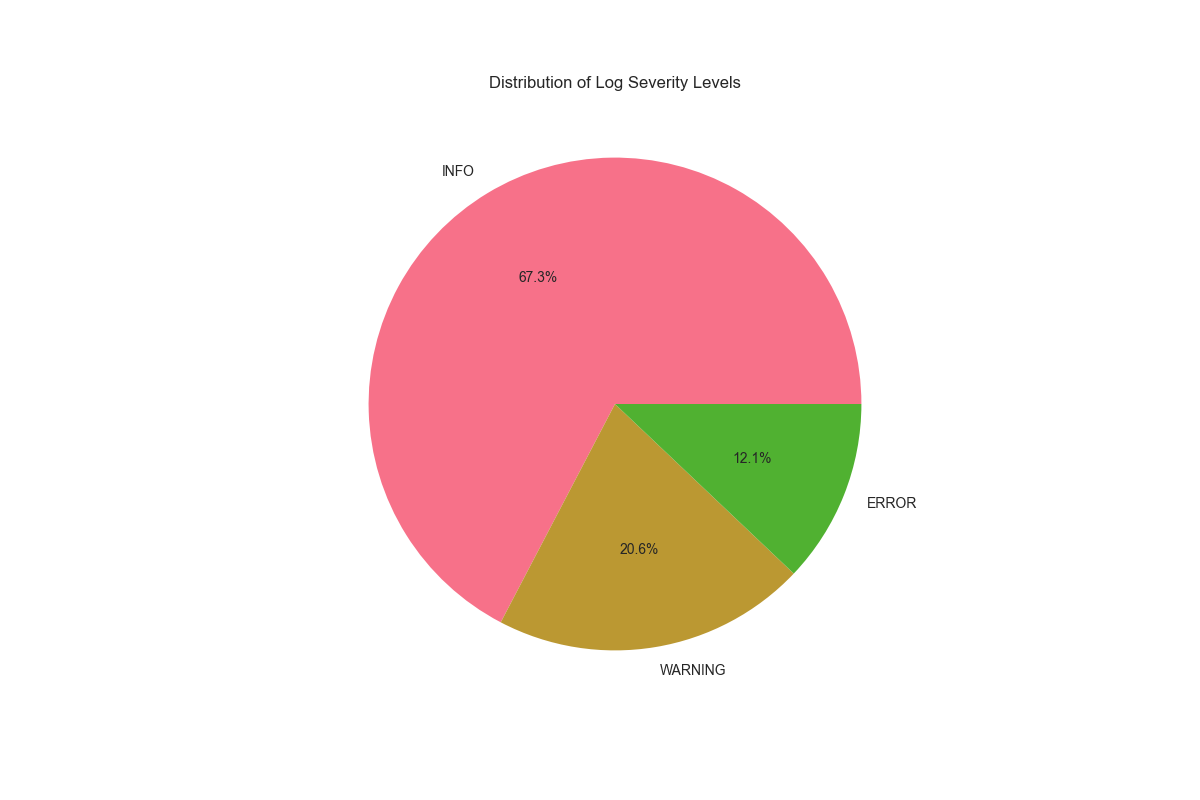 Distribution of Log Severity Levels
INFO
67.3%
12.1%
ERROR
20.6%
WARNING